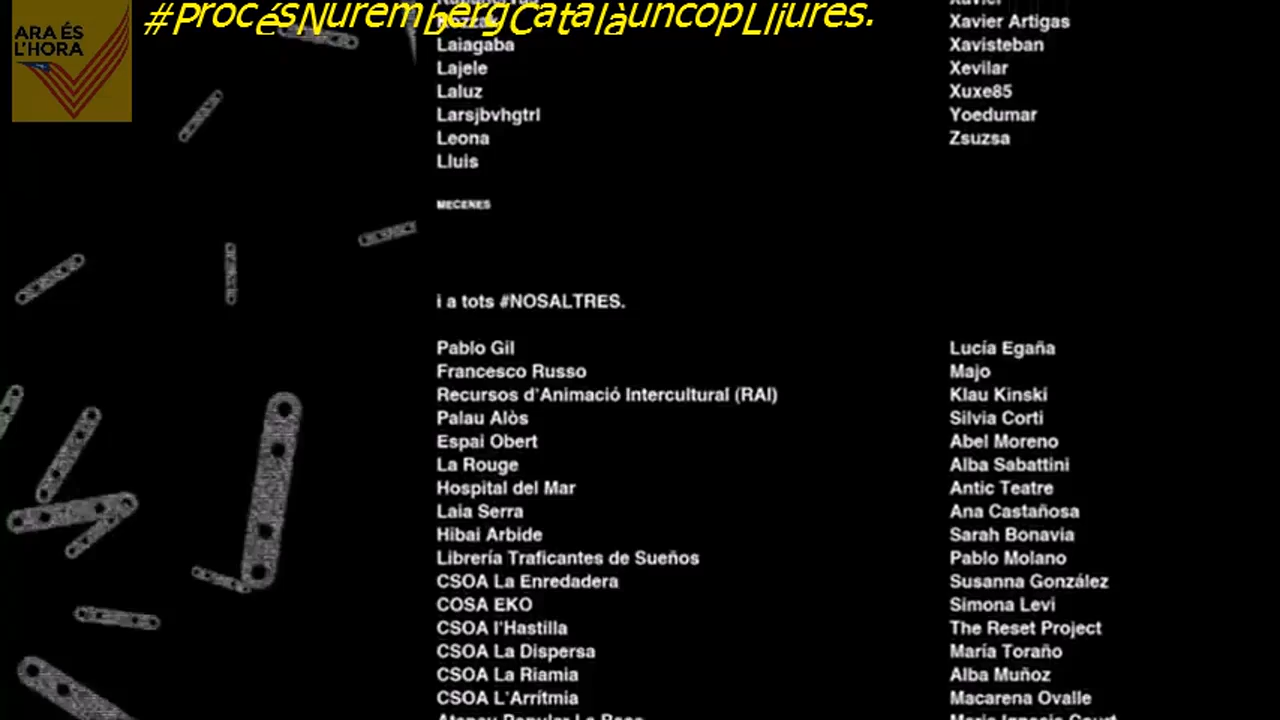 #ProcésNurembergCatalàuncopLliures.
ARA ÉS
L'HORA
Laiagaba
Lajele
Laluz
Larsjbvhgtrl
Leona
Lluis
Xavier
Xavier Artigas
Xavisteban
Xevilar
Xuxe85
Yoedumar
Zsuzsa
MECENES
i a tots #NOSALTRES.
Pablo Gil
Francesco Russo
Recursos d'Animació Intercultural (RAI)
Palau Alòs
Espai Obert
La Rouge
Hospital del Mar
Laia Serra
Hibai Arbide
Librería Traficantes de Sueños
CSOA La Enredadera
COSA EKO
CSOA l'Hastilla
CSOA La Dispersa
CSOA La Riamia
CSOA L'Arrítmia
Lucía Egaña
Majo
Klau Kinski
Silvia Corti
Abel Moreno
Alba Sabattini
Antic Teatre
Ana Castañosa
Sarah Bonavia
Pablo Molano
Susanna González
Simona Levi
The Reset Project
María Toraño
Alba Muñoz
Macarena Ovalle